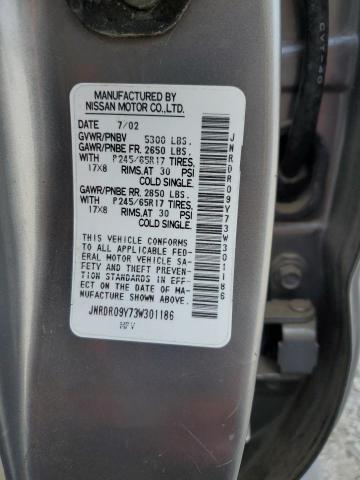 MANUFACTURED BY
NISSAN MOTOR CO.,LTD.
DATE 7/02
GVWR/PNBV 5300 LBS.
GAWR/PNBE FR. 2650 LBS.
WITH P245/65R17 TIRES,
17X8 RIMS,AT 30 PSI
COLD SINGLE.
GAWR/PNBE RR. 2850 LBS.
WITH P245/65R17 TIRES,
17X8 RIMS,AT 30 PSI
COLD SINGLE.
THIS VEHICLE CONFORMS
TO ALL APPLICABLE FED-
ERAL MOTOR VEHICLE SA-
FETY AND THEFT PREVEN-
TION STANDARDS IN EFF-
ECT ON THE DATE OF MA-
NUFACTURE SHOWN ABOVE.
JNRDR09Y73W301186
JNRDR09Y73W301186